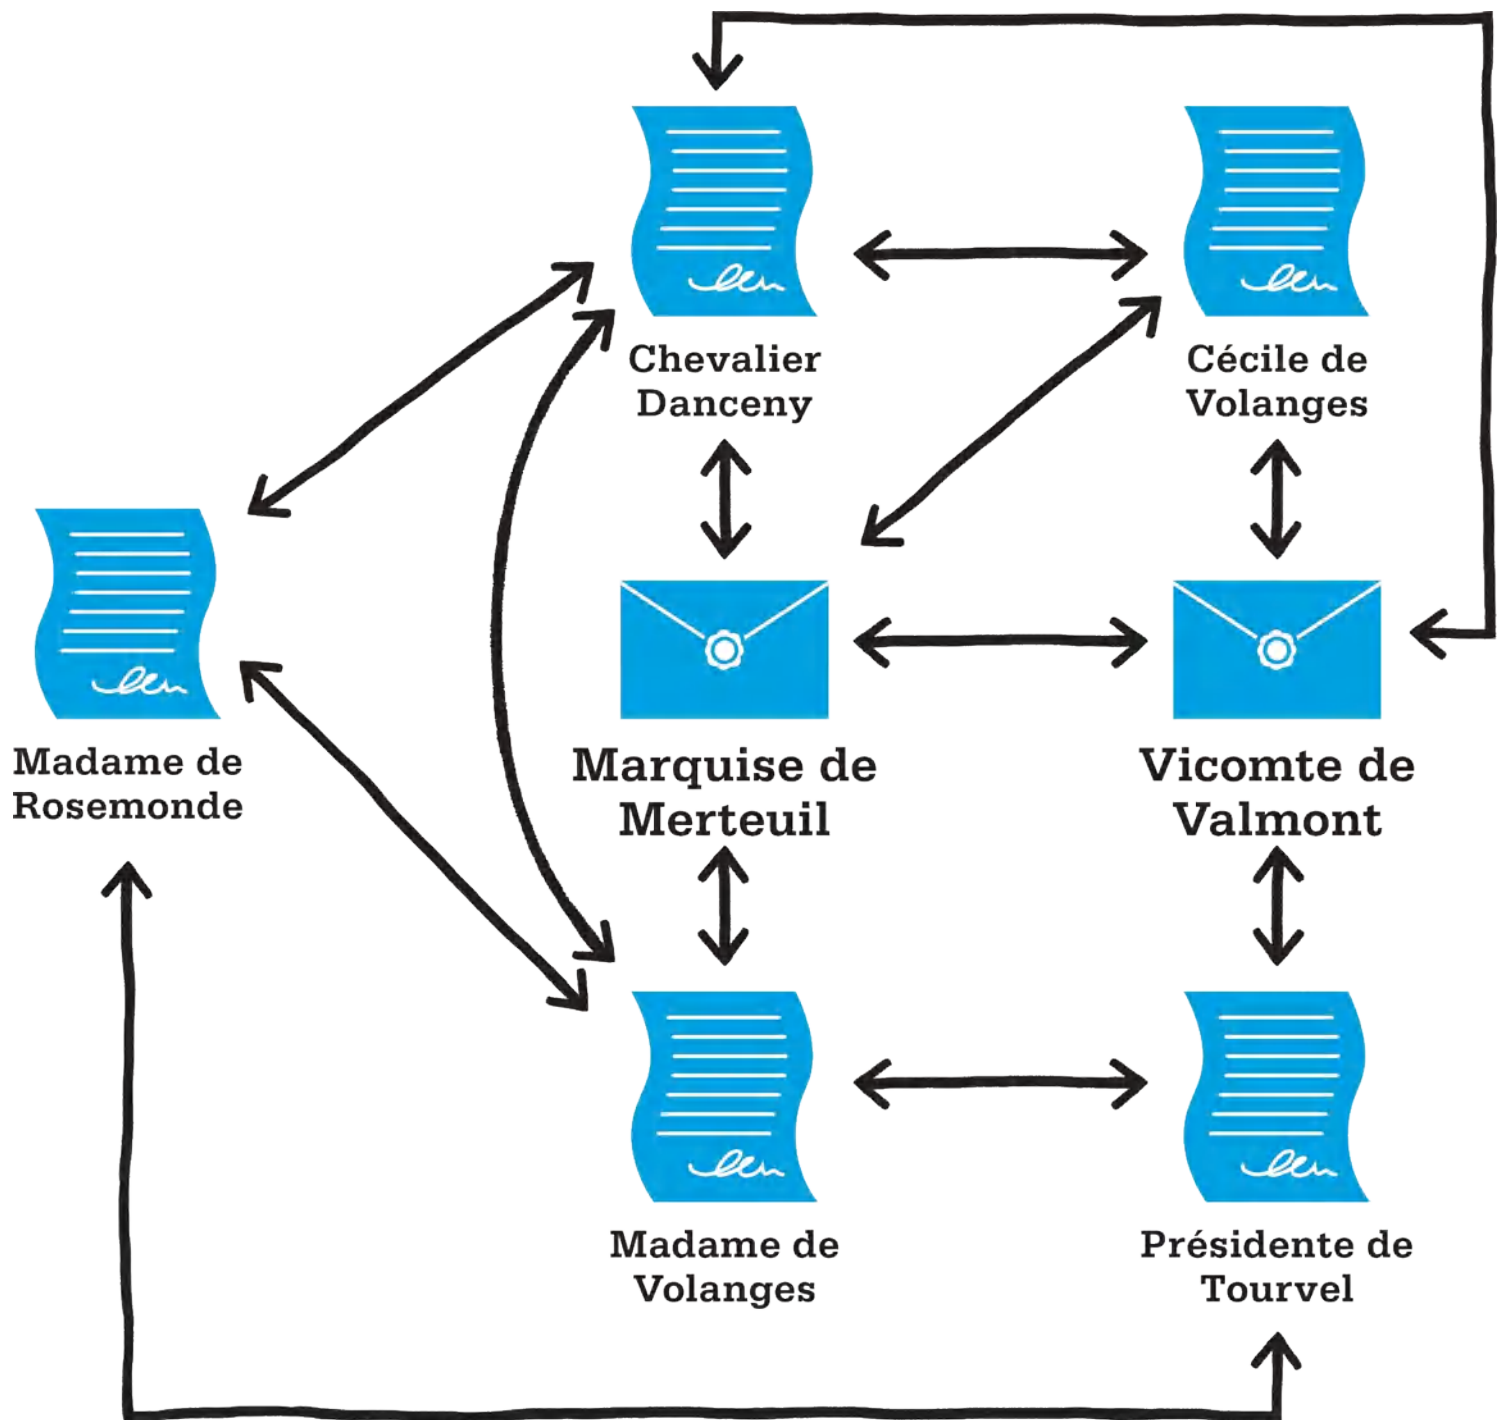 Chevalier
Danceny
Cécile de
Volanges
Madame de
Rosemonde
Marquise de
Merteuil
Vicomte de
Valmont
Madame de
Volanges
Présidente de
Tourvel